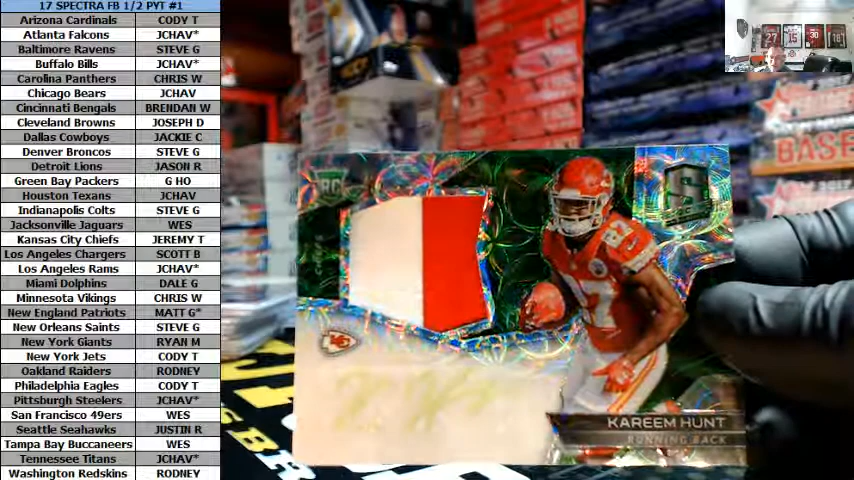 17 SPECTRA FB 1/2 PYT #1
Arizona Cardinals CODY T
Atlanta Falcons JCHAV*
Baltimore Ravens STEVE G
Buffalo Bills JCHAV*
Carolina Panthers CHRIS W
Chicago Bears JCHAV
Cincinnati Bengals BRENDAN W
Cleveland Browns JOSEPH D
Dallas Cowboys JACKIE C
Denver Broncos STEVE G
Detroit Lions JASON R
Green Bay Packers G HO
Houston Texans JCHAV
Indianapolis Colts STEVE G
Jacksonville Jaguars WES
Kansas City Chiefs JEREMY T
Los Angeles Chargers SCOTT B
Los Angeles Rams JCHAV*
Miami Dolphins DALE G
Minnesota Vikings CHRIS W
New England Patriots MATT G*
New Orleans Saints STEVE G
New York Giants RYAN M
New York Jets CODY T
Oakland Raiders RODNEY
Philadelphia Eagles CODY T
Pittsburgh Steelers JCHAV*
San Francisco 49ers WES
Seattle Seahawks JUSTIN R
Tampa Bay Buccaneers WES
Tennessee Titans JCHAV*
Washington Redskins RODNEY
RC
27
KC
KAREEM HUNT
RUNNING BACK
BASE
27
15
30